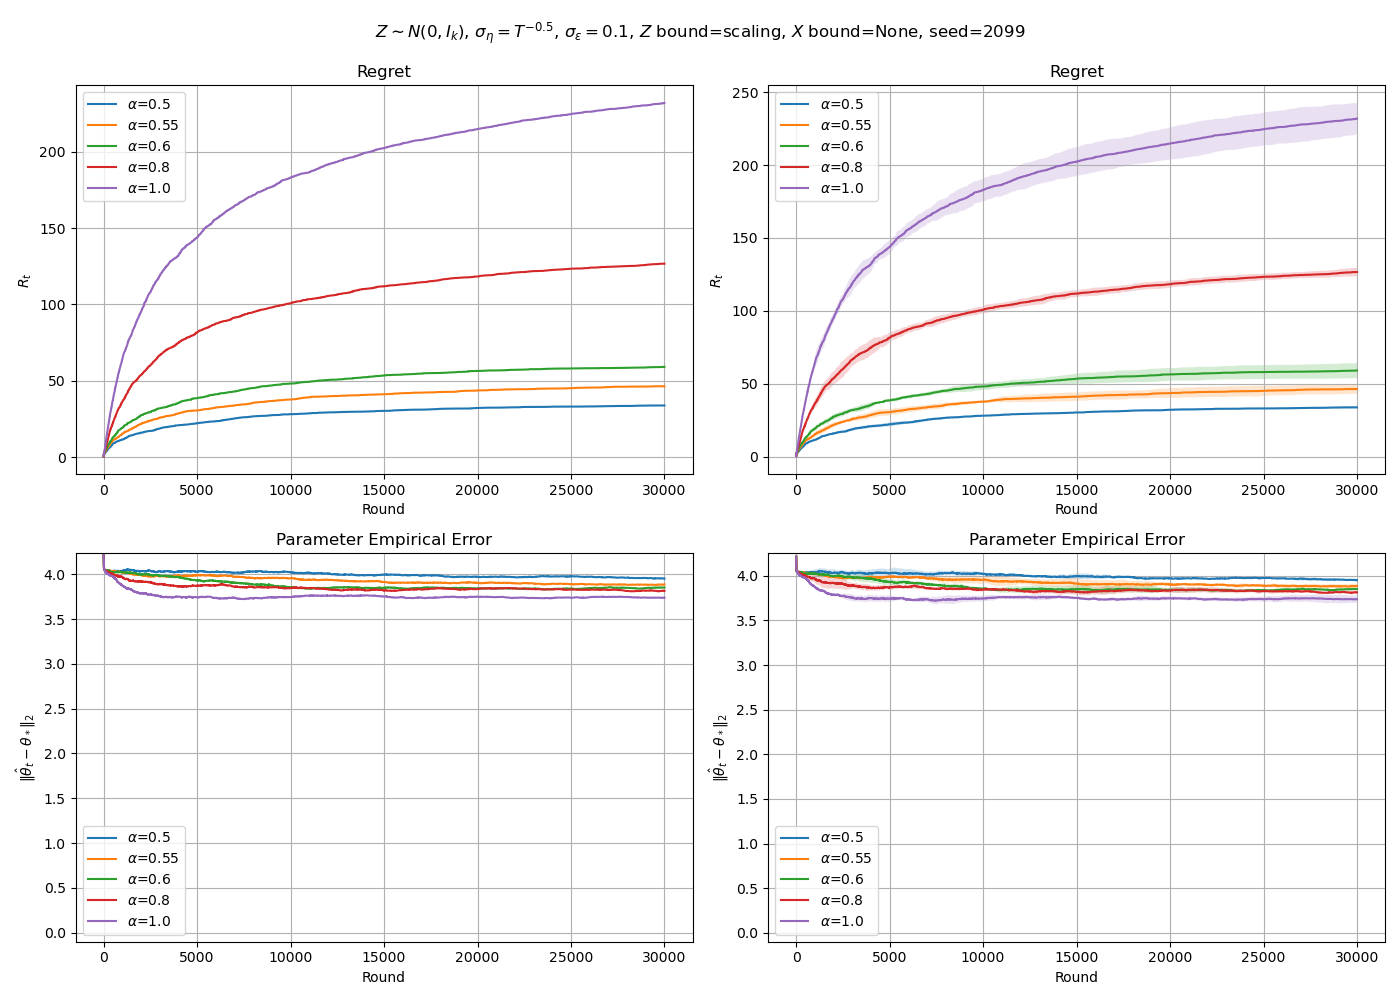 Z ~ N(0, I_k), σ_η = T^{−0.5}, σ_ε = 0.1, Z bound=scaling, X bound=None, seed=2099
Regret
R_t
200
150
100
50
0
α=0.5
α=0.55
α=0.6
α=0.8
α=1.0
0 5000 10000 15000 20000 25000 30000
Round
Regret
R_t
250
200
150
100
50
0
α=0.5
α=0.55
α=0.6
α=0.8
α=1.0
0 5000 10000 15000 20000 25000 30000
Round
Parameter Empirical Error
‖θ̂_t − θ_*‖_2
4.0
3.5
3.0
2.5
2.0
1.5
1.0
0.5
0.0
α=0.5
α=0.55
α=0.6
α=0.8
α=1.0
0 5000 10000 15000 20000 25000 30000
Round
Parameter Empirical Error
‖θ̂_t − θ_*‖_2
4.0
3.5
3.0
2.5
2.0
1.5
1.0
0.5
0.0
α=0.5
α=0.55
α=0.6
α=0.8
α=1.0
0 5000 10000 15000 20000 25000 30000
Round